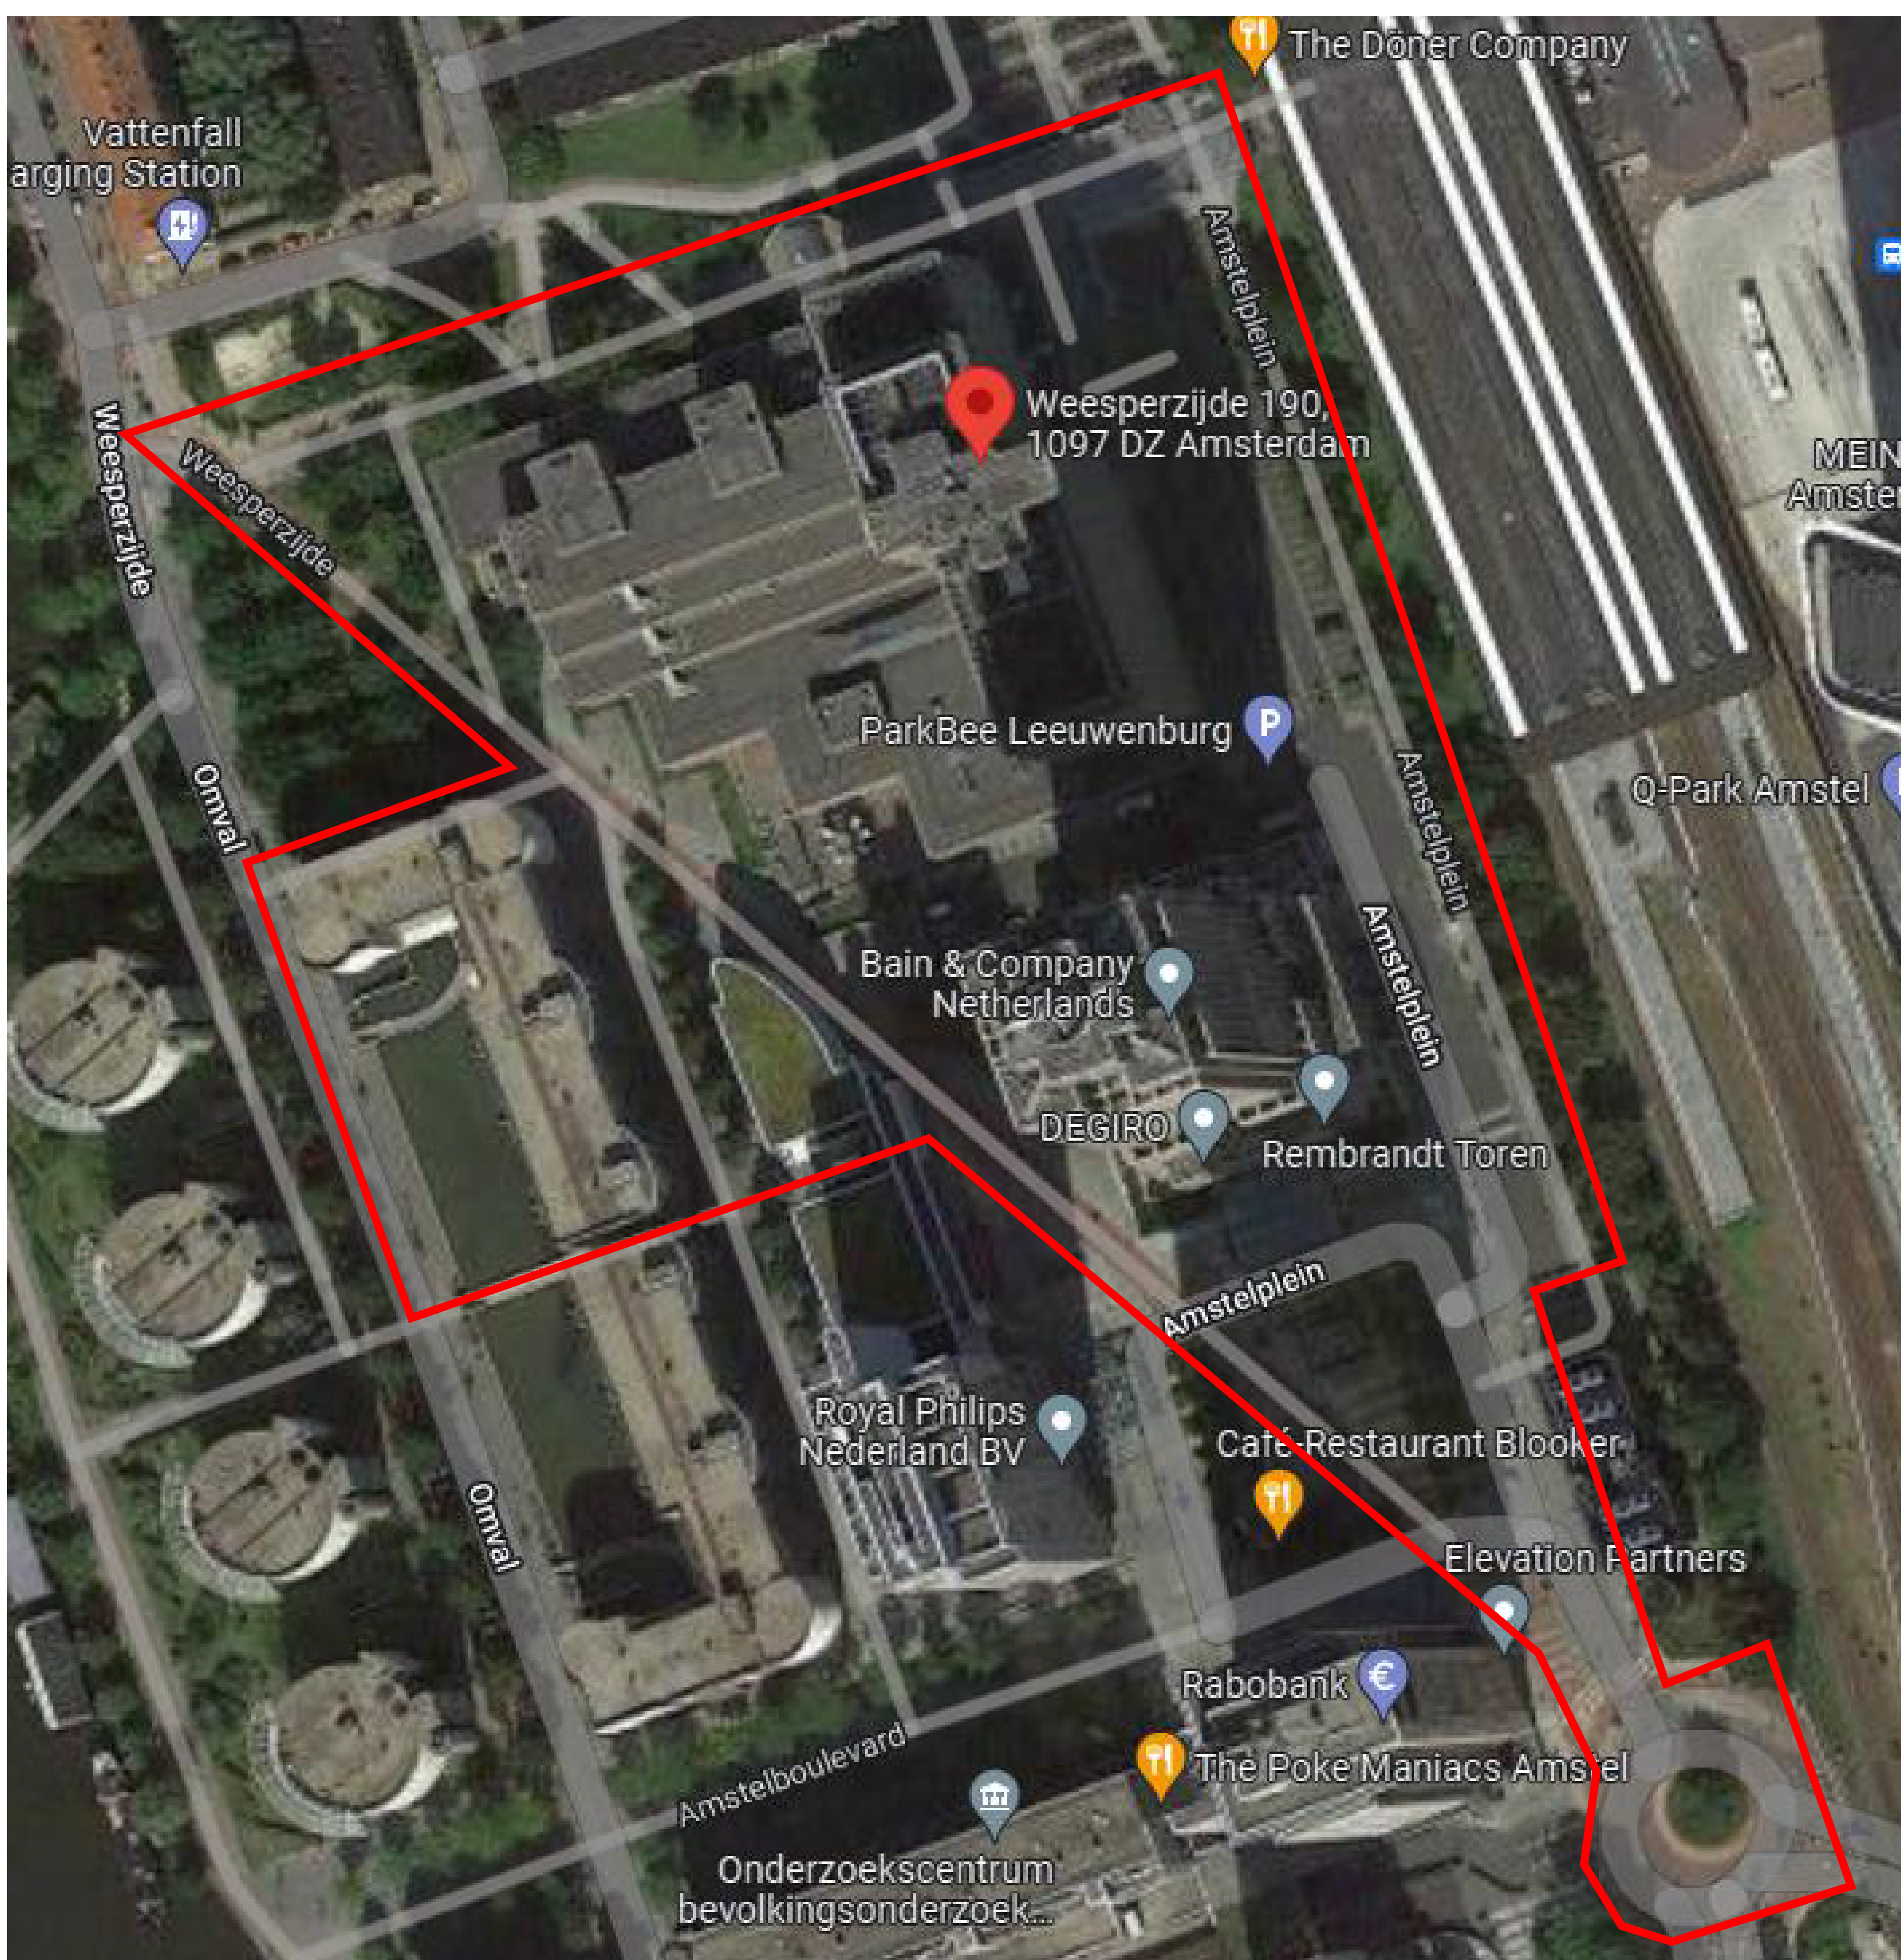 The Döner Company
Vattenfall
arging Station
Amstelplein
Weesperzijde 190,
1097 DZ Amsterdam
Weesperzijde
Weesperzijde
MEIN
Amster
ParkBee Leeuwenburg
P
Omval
Amstelplein
Q-Park Amstel
Amstelplein
Bain & Company
Netherlands
DEGIRO
Rembrandt Toren
Amstelplein
Royal Philips
Nederland BV
Café-Restaurant Blooker
Omval
Elevation Partners
Rabobank
€
Amstelboulevard
The Poke Maniacs Amstel
Onderzoekscentrum
bevolkingsonderzoek...